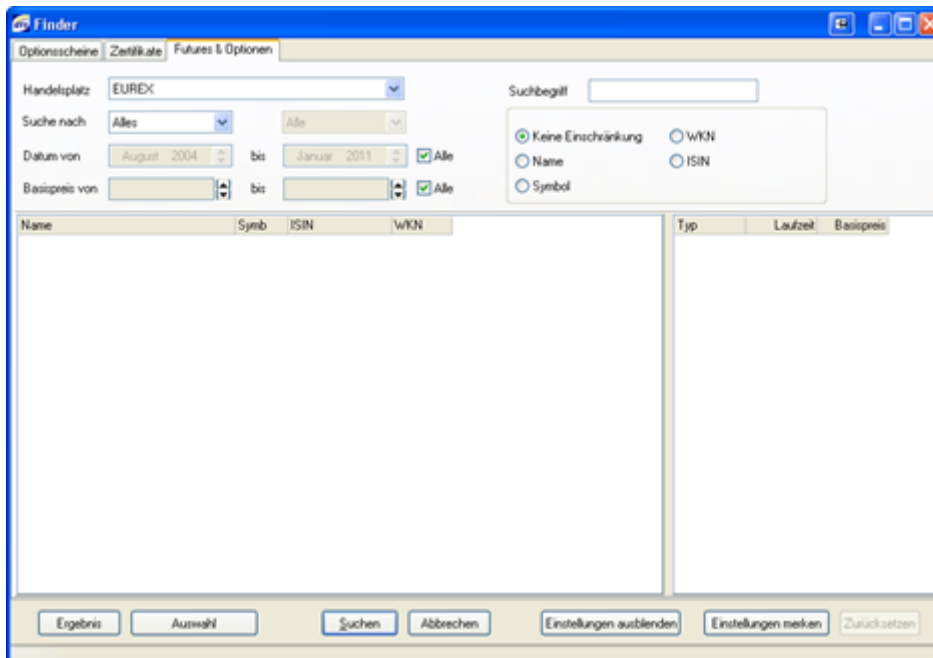 Finder
Optionsscheine Zertifikate Futures & Optionen
Handelsplatz EUREX Suchbegriff
Suche nach Alles Alle
Keine Einschränkung WKN
Datum von August 2004 bis Januar 2011 Alle
Name ISIN
Basispreis von bis Alle
Symbol
Name Symb ISIN WKN Typ Laufzeit Basispreis
Ergebnis Auswahl Suchen Abbrechen Einstellungen ausblenden Einstellungen merken Zurücksetzen